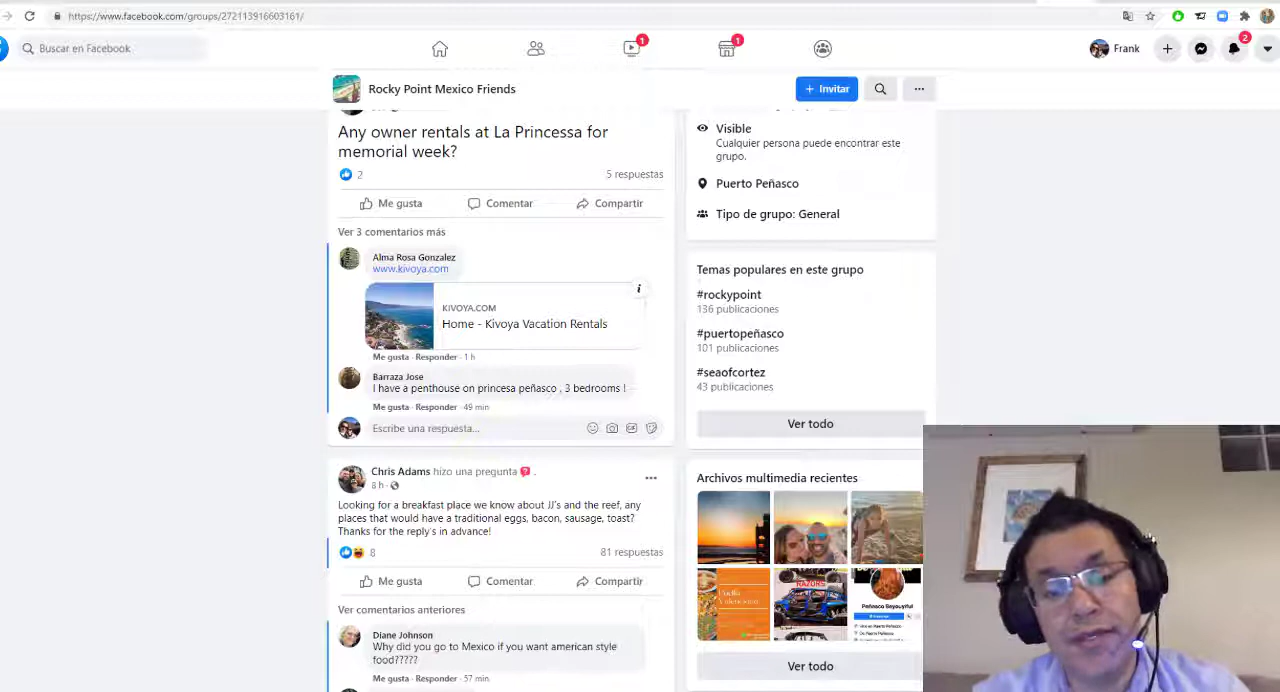 https://www.facebook.com/groups/272113916603161/
Buscar en Facebook
1
1
Frank
2
Rocky Point Mexico Friends
+ Invitar
Any owner rentals at La Princessa for
memorial week?
2
5 respuestas
Me gusta
Comentar
Compartir
Ver 3 comentarios más
Alma Rosa Gonzalez
www.kivoya.com
KIVOYA.COM
Home - Kivoya Vacation Rentals
Me gusta · Responder · 1 h
Barraza Jose
I have a penthouse on princesa peñasco , 3 bedrooms !
Me gusta · Responder · 49 min
Escribe una respuesta...
GIF
Chris Adams hizo una pregunta .
8 h ·
Looking for a breakfast place we know about JJ's and the reef, any
places that would have a traditional eggs, bacon, sausage, toast?
Thanks for the reply's in advance!
8
81 respuestas
Me gusta
Comentar
Compartir
Ver comentarios anteriores
Diane Johnson
Why did you go to Mexico if you want american style
food?????
Me gusta · Responder · 57 min
Visible
Cualquier persona puede encontrar este
grupo.
Puerto Peñasco
Tipo de grupo: General
Temas populares en este grupo
#rockypoint
136 publicaciones
#puertopeñasco
101 publicaciones
#seaofcortez
43 publicaciones
Ver todo
Archivos multimedia recientes
Paella
Valenciana
RAZORS
Ver todo